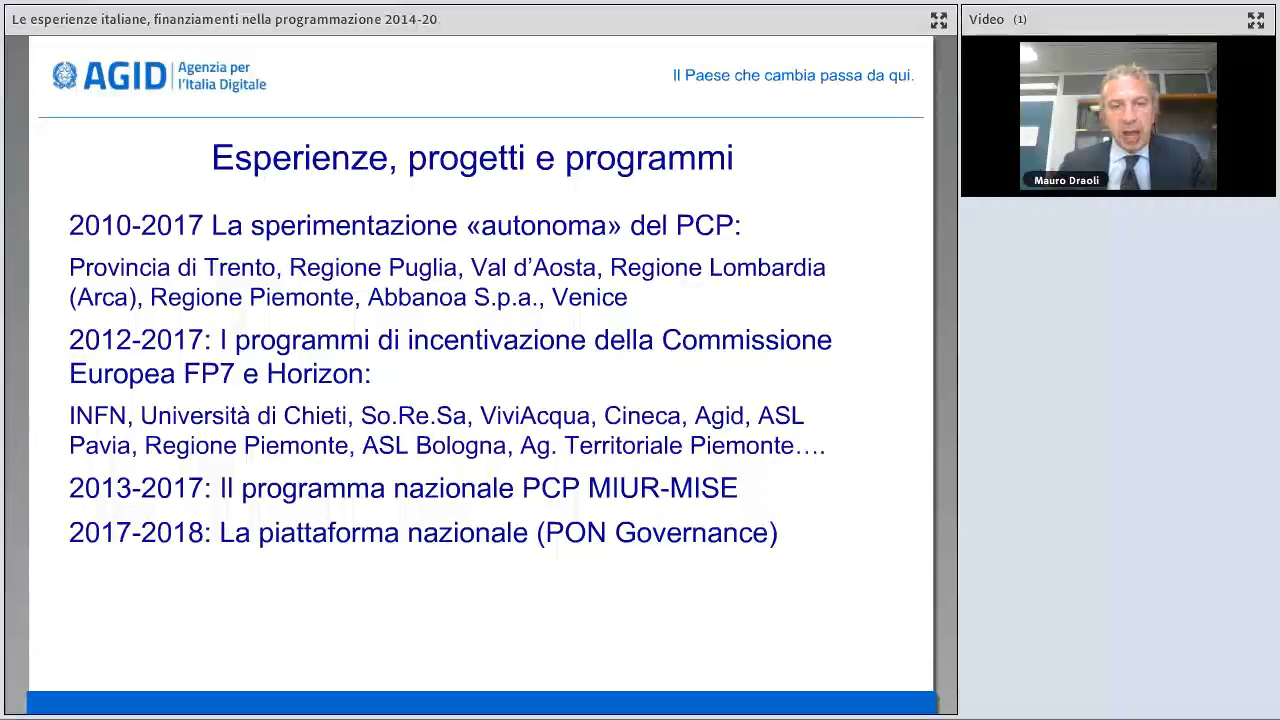 Le esperienze italiane, finanziamenti nella programmazione 2014-20
Video (1)
AGID
Agenzia per
l'Italia Digitale
Il Paese che cambia passa da qui.
Mauro Draoli
Esperienze, progetti e programmi
2010-2017 La sperimentazione «autonoma» del PCP:
Provincia di Trento, Regione Puglia, Val d'Aosta, Regione Lombardia
(Arca), Regione Piemonte, Abbanoa S.p.a., Venice
2012-2017: I programmi di incentivazione della Commissione
Europea FP7 e Horizon:
INFN, Università di Chieti, So.Re.Sa, ViviAcqua, Cineca, Agid, ASL
Pavia, Regione Piemonte, ASL Bologna, Ag. Territoriale Piemonte….
2013-2017: Il programma nazionale PCP MIUR-MISE
2017-2018: La piattaforma nazionale (PON Governance)